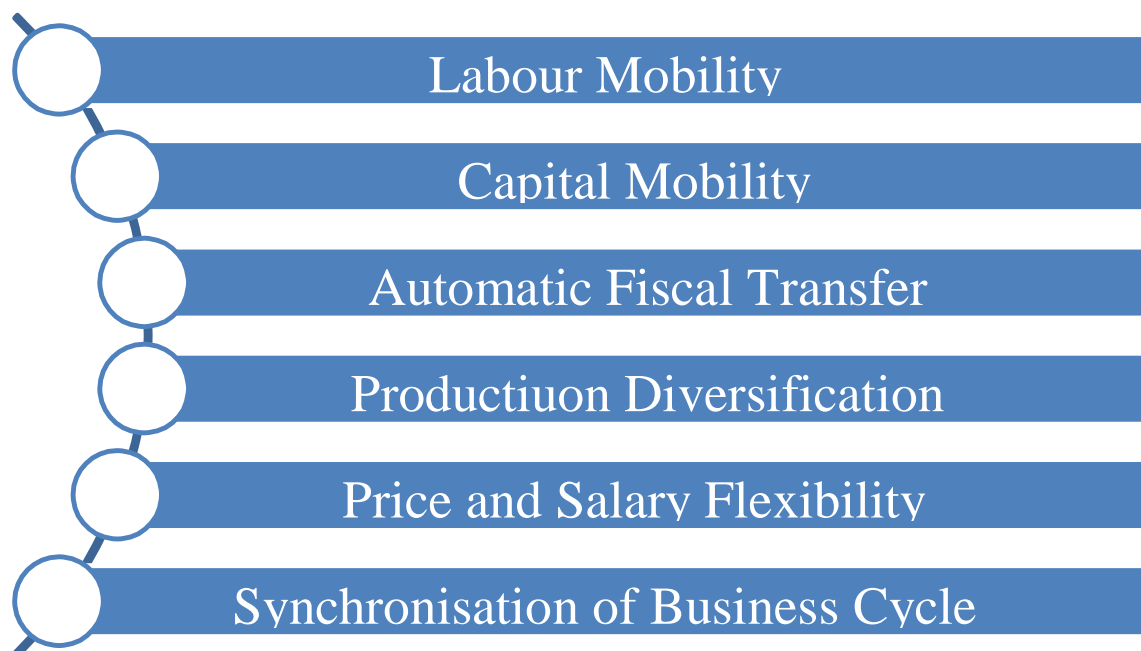 Labour Mobility
Capital Mobility
Automatic Fiscal Transfer
Productiuon Diversification
Price and Salary Flexibility
Synchronisation of Business Cycle